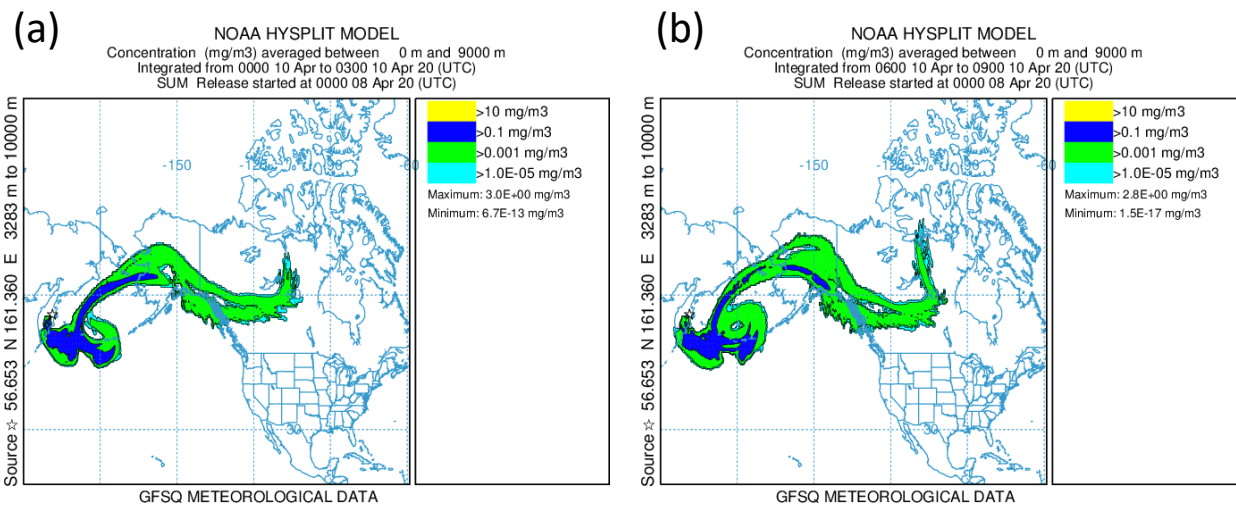 (a)
NOAA HYSPLIT MODEL
Concentration (mg/m3) averaged between 0 m and 9000 m
Integrated from 0000 10 Apr to 0300 10 Apr 20 (UTC)
SUM Release started at 0000 08 Apr 20 (UTC)
Source ☆ 56.653 N 161.360 E 3283 m to 10000 m
>10 mg/m3
>0.1 mg/m3
>0.001 mg/m3
>1.0E-05 mg/m3
Maximum: 3.0E+00 mg/m3
Minimum: 6.7E-13 mg/m3
-150
30
GFSQ METEOROLOGICAL DATA
(b)
NOAA HYSPLIT MODEL
Concentration (mg/m3) averaged between 0 m and 9000 m
Integrated from 0600 10 Apr to 0900 10 Apr 20 (UTC)
SUM Release started at 0000 08 Apr 20 (UTC)
Source ☆ 56.653 N 161.360 E 3283 m to 10000 m
>10 mg/m3
>0.1 mg/m3
>0.001 mg/m3
>1.0E-05 mg/m3
Maximum: 2.8E+00 mg/m3
Minimum: 1.5E-17 mg/m3
-150
30
GFSQ METEOROLOGICAL DATA